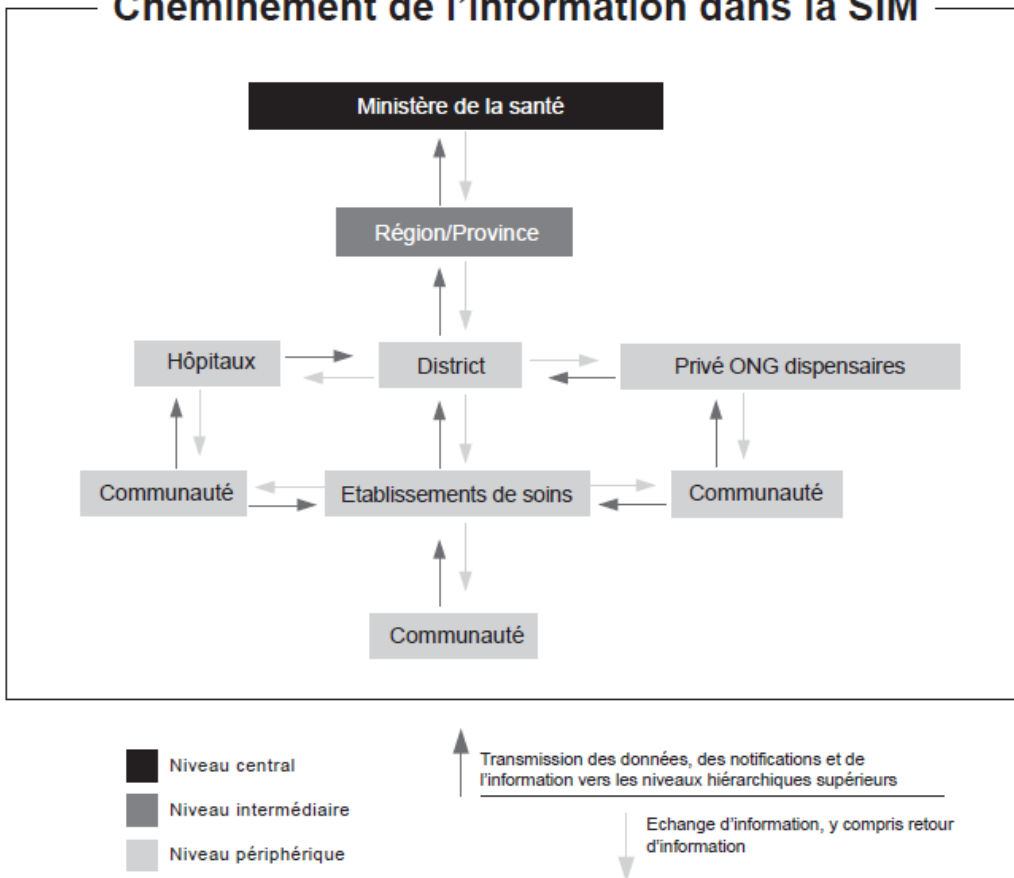 Cheminement de l'information dans la SIM
Ministère de la santé
Région/Province
Hôpitaux
District
Privé ONG dispensaires
Communauté
Etablissements de soins
Communauté
Communauté
Niveau central
Niveau intermédiaire
Niveau périphérique
Transmission des données, des notifications et de
l'information vers les niveaux hiérarchiques supérieurs
Echange d'information, y compris retour
d'information